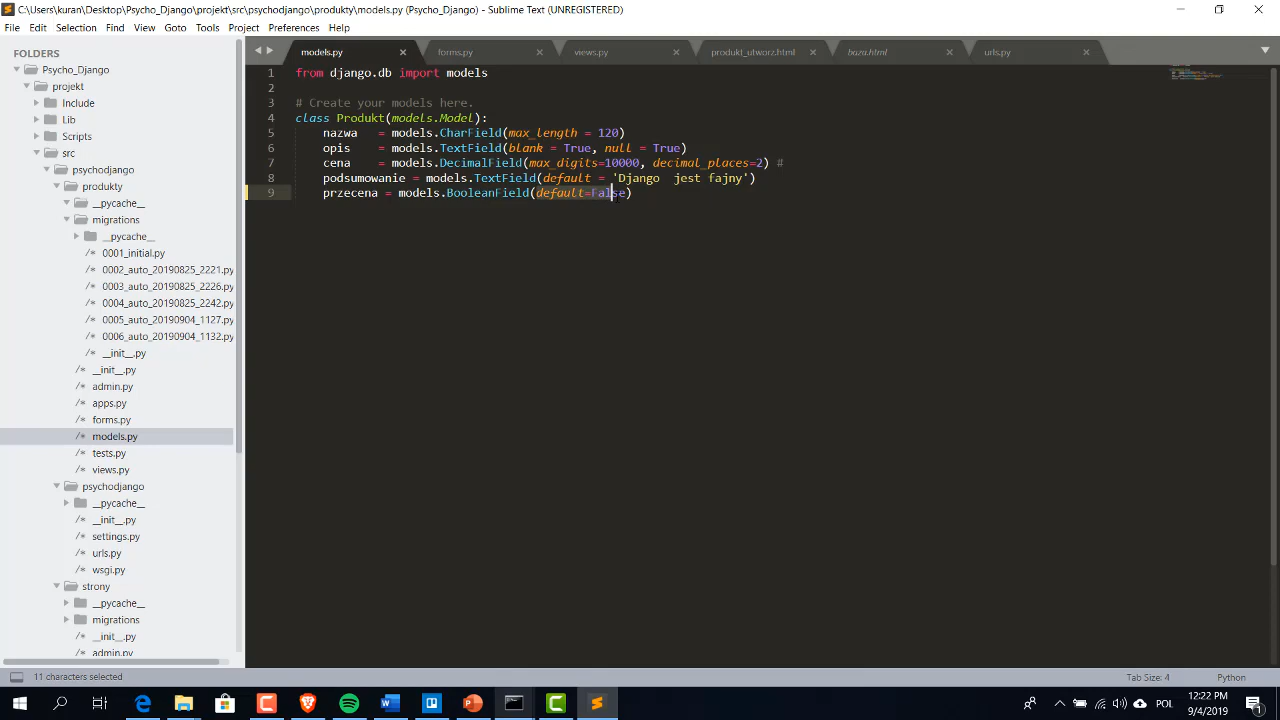 C:\Users\kuran\Desktop\Psycho_Django\projekt\src\psychodjango\produkty\models.py (Psycho_Django) - Sublime Text (UNREGISTERED)
File Edit Selection Find View Goto Tools Project Preferences Help
FOLDERS
Psycho_Django
projekt
Include
Lib
Scripts
src
psychodjango
produkty
__pycache__
migrations
__pycache__
0001_initial.py
0002_auto_20190825_2221.py
0003_auto_20190825_2226.py
0004_auto_20190825_2242.py
0005_auto_20190904_1127.py
0006_auto_20190904_1132.py
__init__.py
__init__.py
admin.py
apps.py
forms.py
models.py
tests.py
views.py
psychodjango
__pycache__
__init__.py
settings.py
urls.py
wsgi.py
strony
__pycache__
migrations
__init__.py
admin.py
models.py forms.py views.py produkt_utworz.html baza.html urls.py
1 from django.db import models
2
3 # Create your models here.
4 class Produkt(models.Model):
5 nazwa = models.CharField(max_length = 120)
6 opis = models.TextField(blank = True, null = True)
7 cena = models.DecimalField(max_digits=10000, decimal_places=2) #
8 podsumowanie = models.TextField(default = 'Django jest fajny')
9 przecena = models.BooleanField(default=False)
11 characters selected Tab Size: 4 Python
POL
12:22 PM
9/4/2019